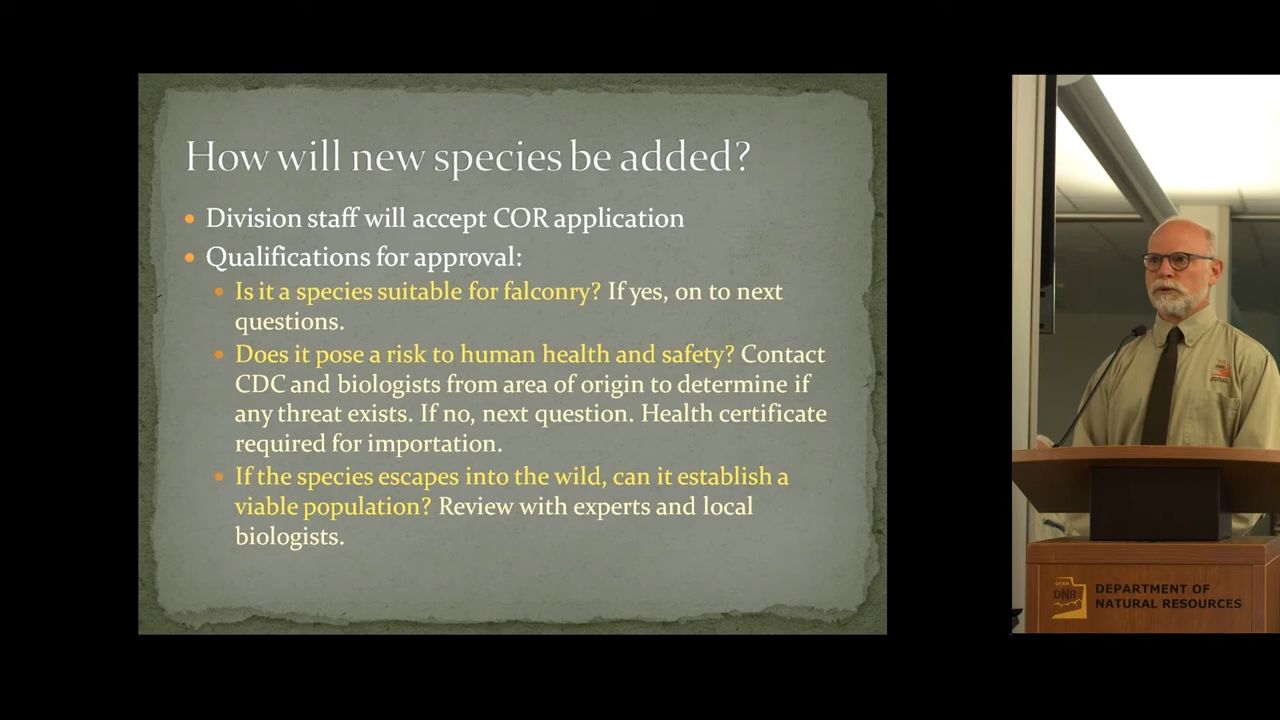 How will new species be added?
Division staff will accept COR application
Qualifications for approval:
Is it a species suitable for falconry? If yes, on to next
questions.
Does it pose a risk to human health and safety? Contact
CDC and biologists from area of origin to determine if
any threat exists. If no, next question. Health certificate
required for importation.
If the species escapes into the wild, can it establish a
viable population? Review with experts and local
biologists.
UTAH
DNR
DEPARTMENT OF
NATURAL RESOURCES